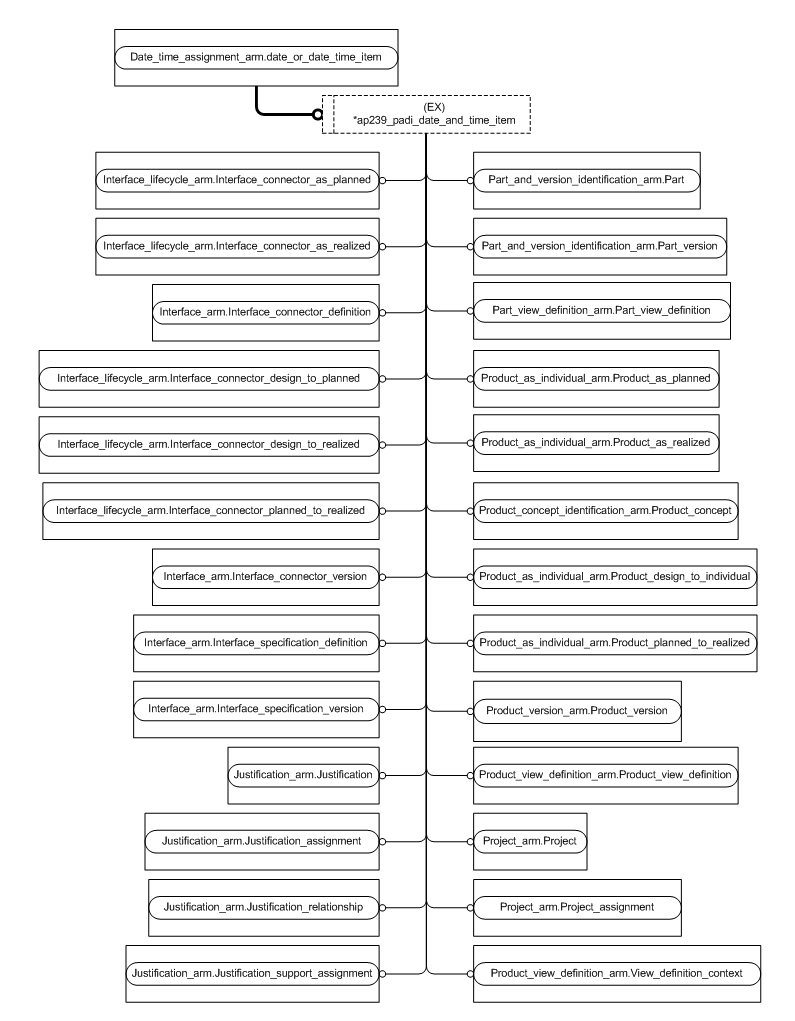 Date_time_assignment_arm.date_or_date_time_item
(EX)
*ap239_padi_date_and_time_item
Interface_lifecycle_arm.Interface_connector_as_planned
Part_and_version_identification_arm.Part
Interface_lifecycle_arm.Interface_connector_as_realized
Part_and_version_identification_arm.Part_version
Interface_arm.Interface_connector_definition
Part_view_definition_arm.Part_view_definition
Interface_lifecycle_arm.Interface_connector_design_to_planned
Product_as_individual_arm.Product_as_planned
Interface_lifecycle_arm.Interface_connector_design_to_realized
Product_as_individual_arm.Product_as_realized
Interface_lifecycle_arm.Interface_connector_planned_to_realized
Product_concept_identification_arm.Product_concept
Interface_arm.Interface_connector_version
Product_as_individual_arm.Product_design_to_individual
Interface_arm.Interface_specification_definition
Product_as_individual_arm.Product_planned_to_realized
Interface_arm.Interface_specification_version
Product_version_arm.Product_version
Justification_arm.Justification
Product_view_definition_arm.Product_view_definition
Justification_arm.Justification_assignment
Project_arm.Project
Justification_arm.Justification_relationship
Project_arm.Project_assignment
Justification_arm.Justification_support_assignment
Product_view_definition_arm.View_definition_context